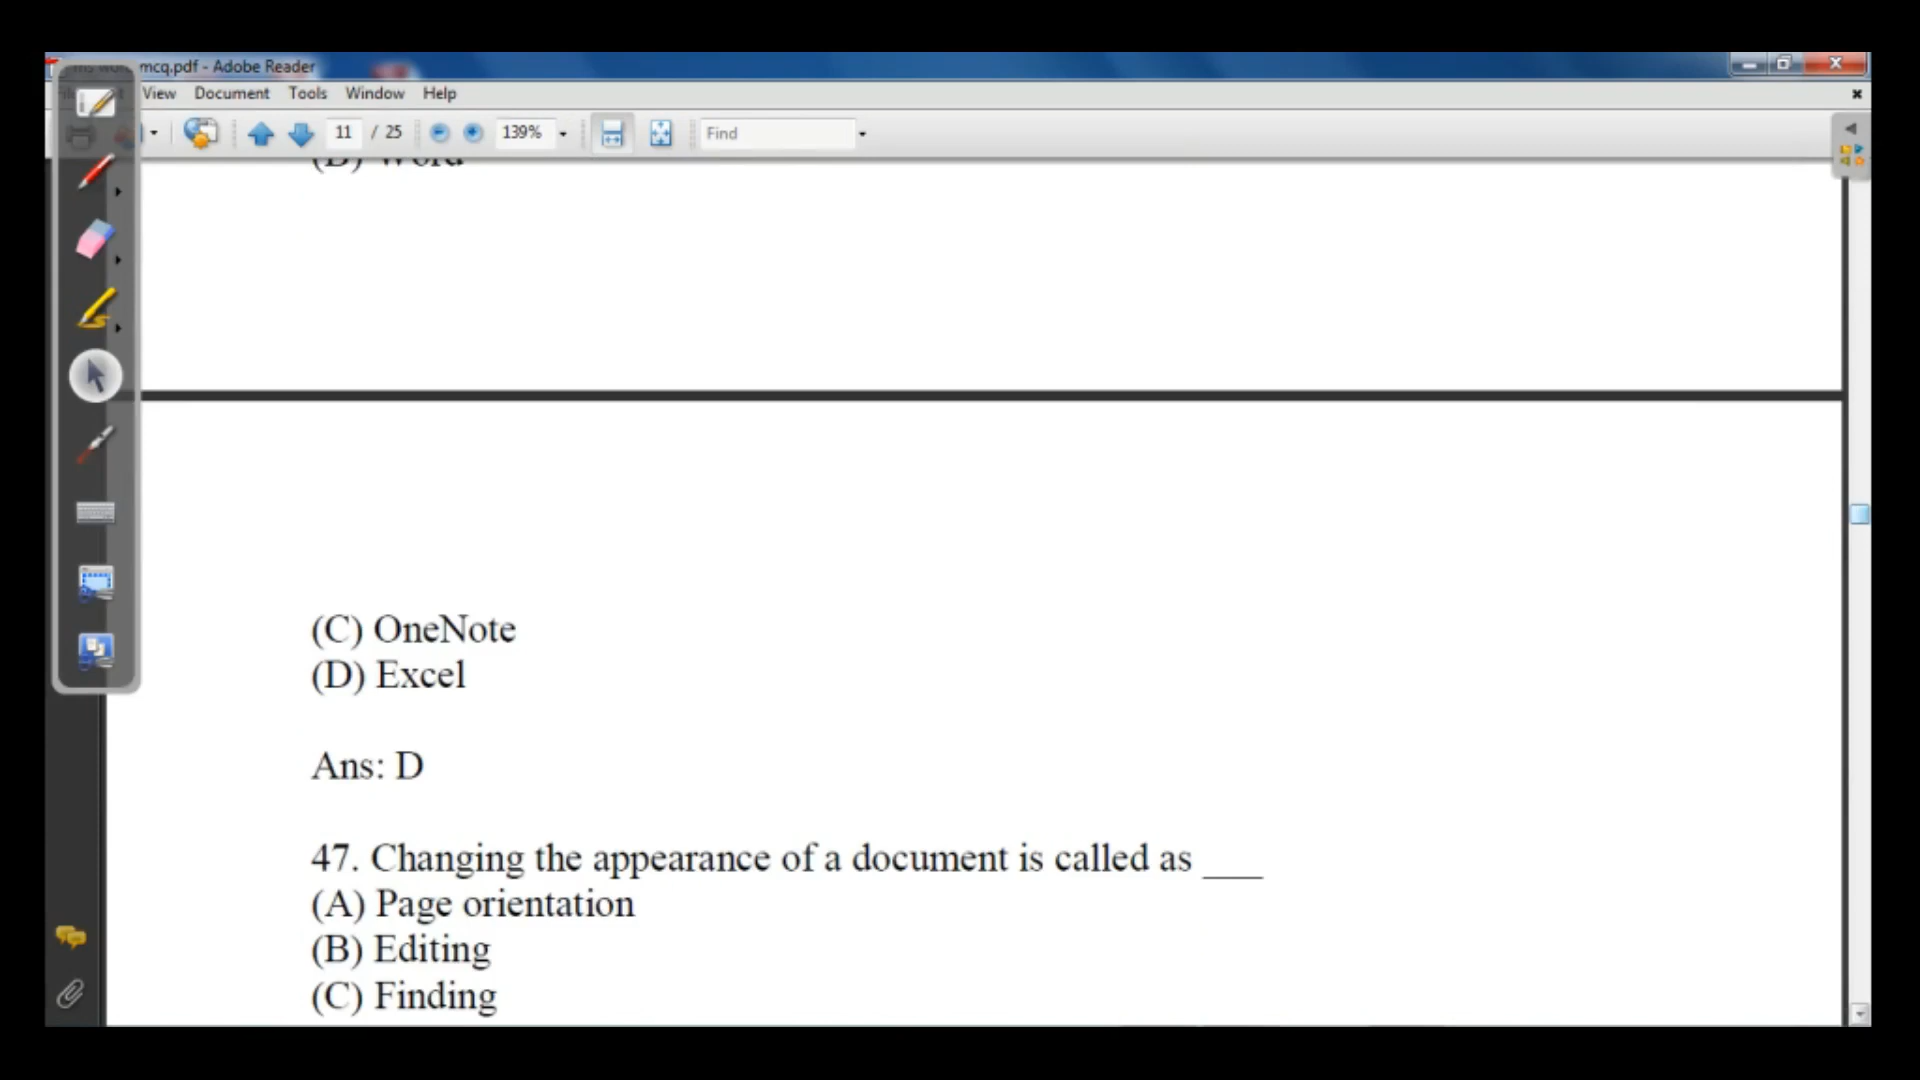 mcq.pdf - Adobe Reader
View Document Tools Window Help
11 / 25 139% Find
(B) Word
(C) OneNote
(D) Excel
Ans: D
47. Changing the appearance of a document is called as ___
(A) Page orientation
(B) Editing
(C) Finding